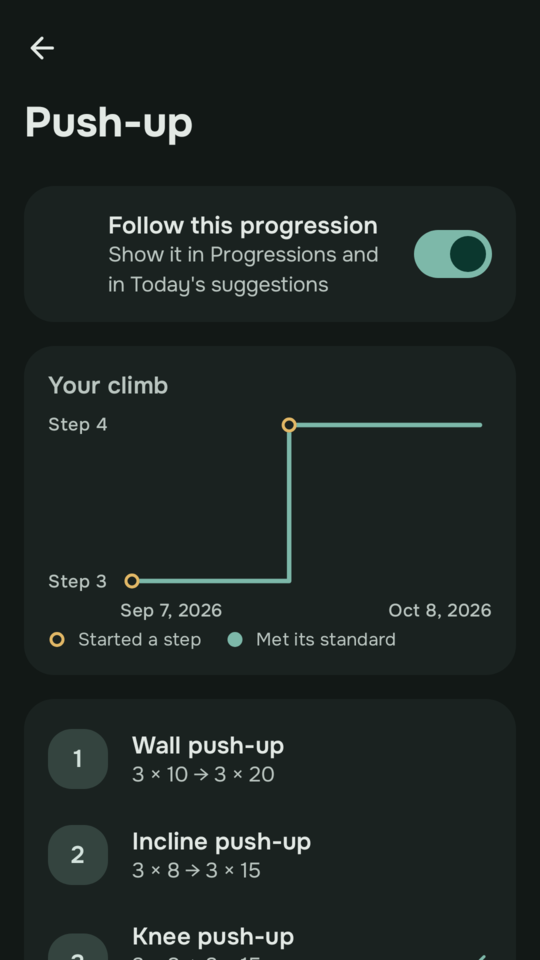 Push-up
Follow this progression
Show it in Progressions and
in Today's suggestions
Your climb
Step 4
Step 3
Sep 7, 2026 Oct 8, 2026
Started a step Met its standard
1 Wall push-up
3 × 10 → 3 × 20
2 Incline push-up
3 × 8 → 3 × 15
Knee push-up